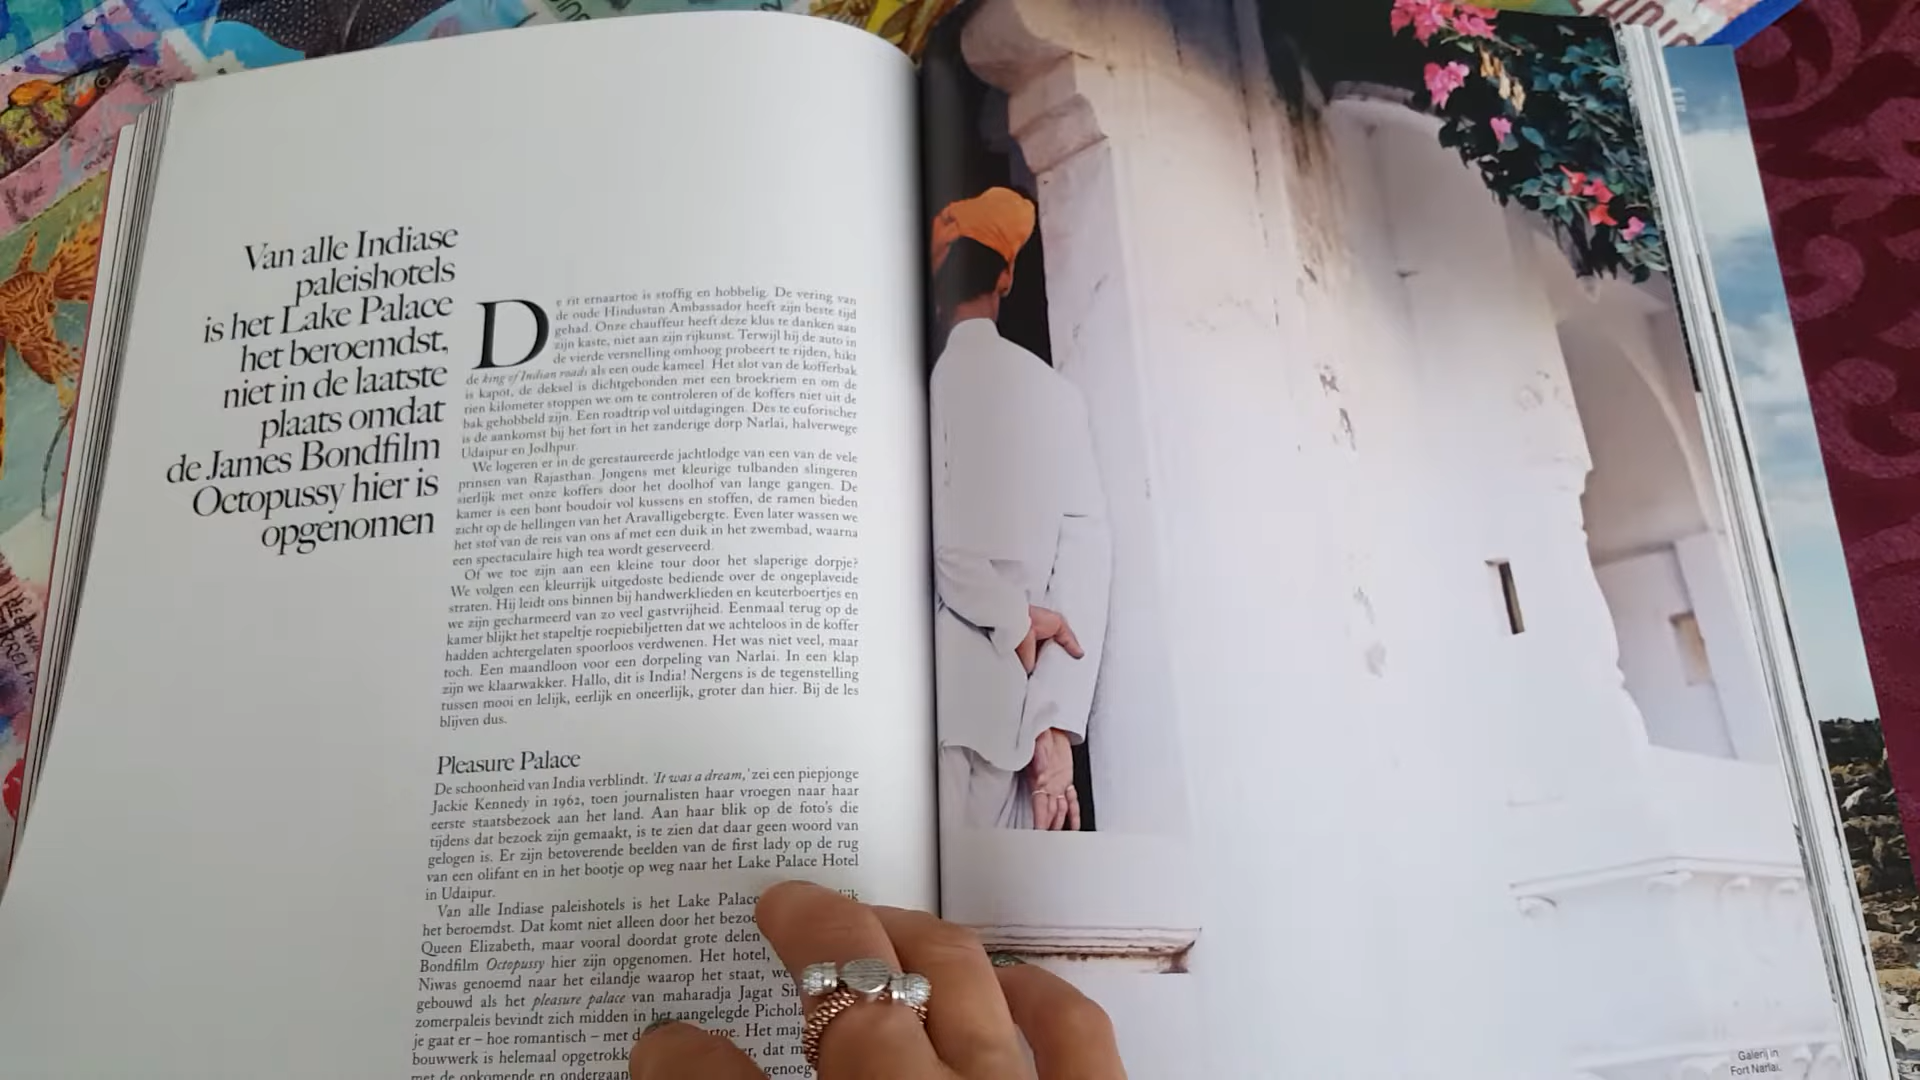 Van alle Indiase
paleishotels
is het Lake Palace
het beroemdst,
niet in de laatste
plaats omdat
de James Bondfilm
Octopussy hier is
opgenomen
De rit ernaartoe is stoffig en hobbelig. De vering van
de oude Hindustan Ambassador heeft zijn beste tijd
gehad. Onze chauffeur heeft deze klus te danken aan
zijn kaste, niet aan zijn rijkunst. Terwijl hij de auto in
de vierde versnelling omhoog probeert te rijden, hikt
de king of Indian roads als een oude kameel. Het slot van de kofferbak
is kapot, de deksel is dichtgebonden met een broekriem en om de
tien kilometer stoppen we om te controleren of de koffers niet uit de
bak gehobbeld zijn. Een roadtrip vol uitdagingen. Des te euforischer
is de aankomst bij het fort in het zanderige dorp Narlai, halverwege
Udaipur en Jodhpur.
We logeren er in de gerestaureerde jachtlodge van een van de vele
prinsen van Rajasthan. Jongens met kleurige tulbanden slingeren
sierlijk met onze koffers door het doolhof van lange gangen. De
kamer is een bont boudoir vol kussens en stoffen, de ramen bieden
zicht op de hellingen van het Aravalligebergte. Even later wassen we
het stof van de reis van ons af met een duik in het zwembad, waarna
een spectaculaire high tea wordt geserveerd.
Of we toe zijn aan een kleine tour door het slaperige dorpje?
We volgen een kleurrijk uitgedoste bediende over de ongeplaveide
straten. Hij leidt ons binnen bij handwerklieden en keuterboertjes en
we zijn gecharmeerd van zo veel gastvrijheid. Eenmaal terug op de
kamer blijkt het stapeltje roepiebiljetten dat we achteloos in de koffer
hadden achtergelaten spoorloos verdwenen. Het was niet veel, maar
toch. Een maandloon voor een dorpeling van Narlai. In een klap
zijn we klaarwakker. Hallo, dit is India! Nergens is de tegenstelling
tussen mooi en lelijk, eerlijk en oneerlijk, groter dan hier. Bij de les
blijven dus.
Pleasure Palace
De schoonheid van India verblindt. 'It was a dream,' zei een piepjonge
Jackie Kennedy in 1962, toen journalisten haar vroegen naar haar
eerste staatsbezoek aan het land. Aan haar blik op de foto's die
tijdens dat bezoek zijn gemaakt, is te zien dat daar geen woord van
gelogen is. Er zijn betoverende beelden van de first lady op de rug
van een olifant en in het bootje op weg naar het Lake Palace Hotel
in Udaipur.
Van alle Indiase paleishotels is het Lake Palace
het beroemdst. Dat komt niet alleen door het
Queen Elizabeth, maar vooral doordat grote delen
Bondfilm Octopussy hier zijn opgenomen. Het hotel,
Niwas genoemd naar het eilandje waarop het staat,
gebouwd als het pleasure palace van maharadja Jagat
zomerpaleis bevindt zich midden in het aangelegde Pichola
je gaat er – hoe romantisch – met Het
bouwwerk is helemaal dat
met de opkomende en genoeg
Galerij in
Fort Narlai.